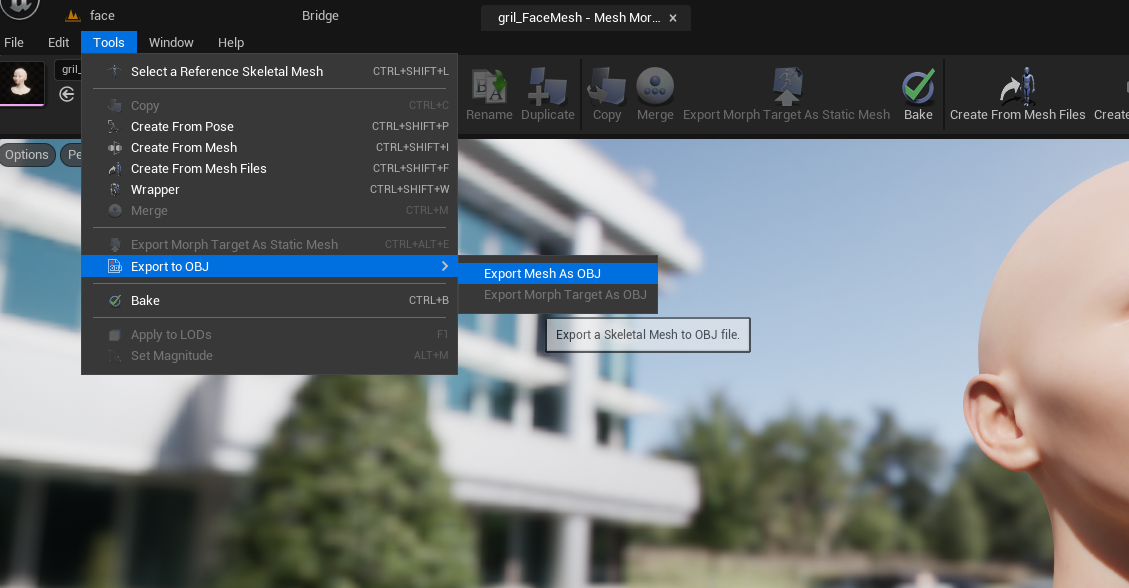 face
Bridge
gril_FaceMesh - Mesh Mor...
File Edit Tools Window Help
gril_
Select a Reference Skeletal Mesh CTRL+SHIFT+L
Copy CTRL+C
Create From Pose CTRL+SHIFT+P
Create From Mesh CTRL+SHIFT+I
Create From Mesh Files CTRL+SHIFT+F
Wrapper CTRL+SHIFT+W
Merge CTRL+M
Export Morph Target As Static Mesh CTRL+ALT+E
Export to OBJ
Bake CTRL+B
Apply to LODs F1
Set Magnitude ALT+M
Export Mesh As OBJ
Export Morph Target As OBJ
Export a Skeletal Mesh to OBJ file.
Rename Duplicate Copy Merge Export Morph Target As Static Mesh Bake Create From Mesh Files Create
Options
Pe